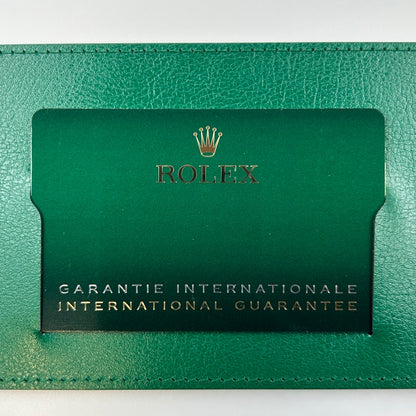 ROLEX
GARANTIE INTERNATIONALE
INTERNATIONAL GUARANTEE